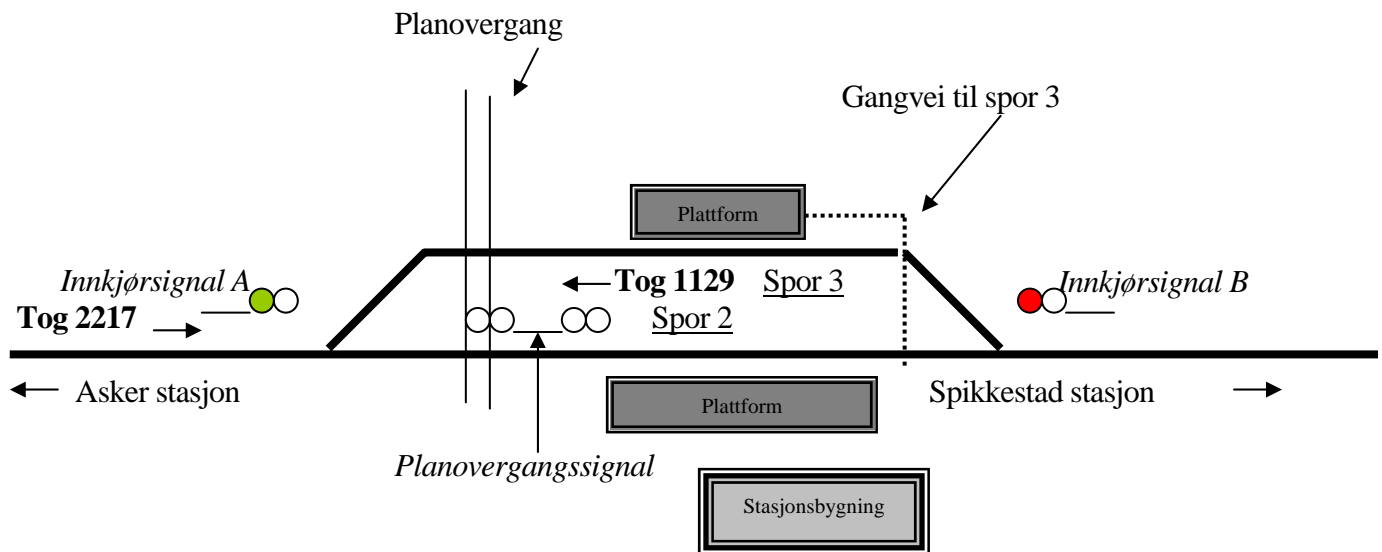 Planovergang
Gangvei til spor 3
Plattform
Innkjørsignal A
Tog 1129 Spor 3
Innkjørsignal B
Tog 2217
Spor 2
Asker stasjon
Plattform
Spikkestad stasjon
Planovergangssignal
Stasjonsbygning